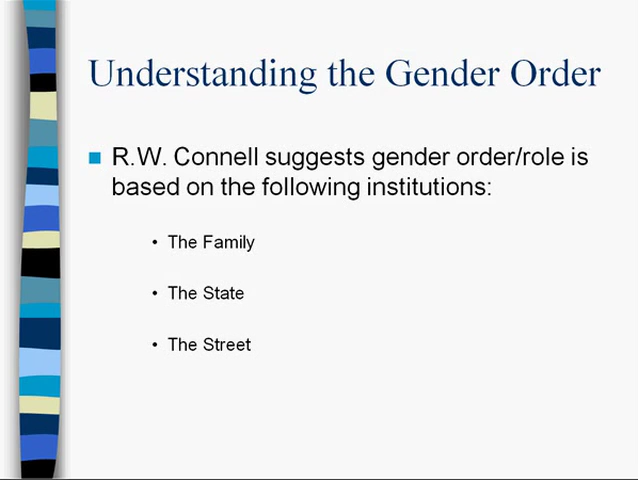 Understanding the Gender Order
R.W. Connell suggests gender order/role is
based on the following institutions:
• The Family
• The State
• The Street